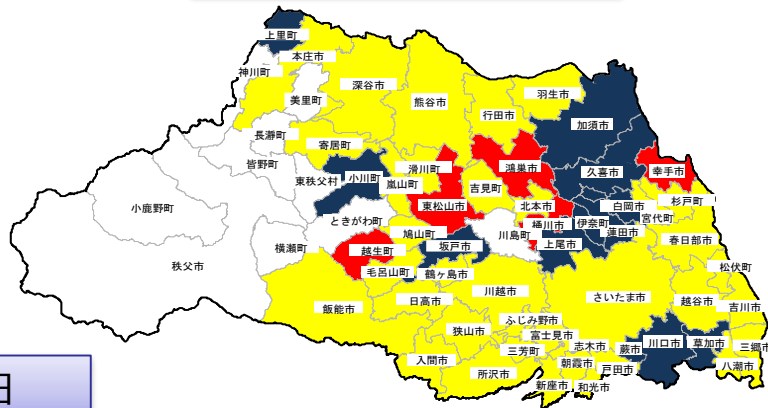 上里町
本庄市
神川町
美里町
深谷市
熊谷市
行田市
羽生市
加須市
長瀞町
寄居町
皆野町
東秩父村
小川町
嵐山町
滑川町
吉見町
鴻巣市
久喜市
幸手市
小鹿野町
ときがわ町
東松山市
北本市
白岡市
杉戸町
宮代町
桶川市
伊奈町
蓮田市
川島町
上尾市
春日部市
横瀬町
越生町
鳩山町
坂戸市
秩父市
毛呂山町
鶴ヶ島市
松伏町
飯能市
日高市
川越市
さいたま市
越谷市
吉川市
ふじみ野市
狭山市
富士見市
三芳町
志木市
蕨市
川口市
草加市
三郷市
入間市
所沢市
朝霞市
戸田市
八潮市
新座市
和光市